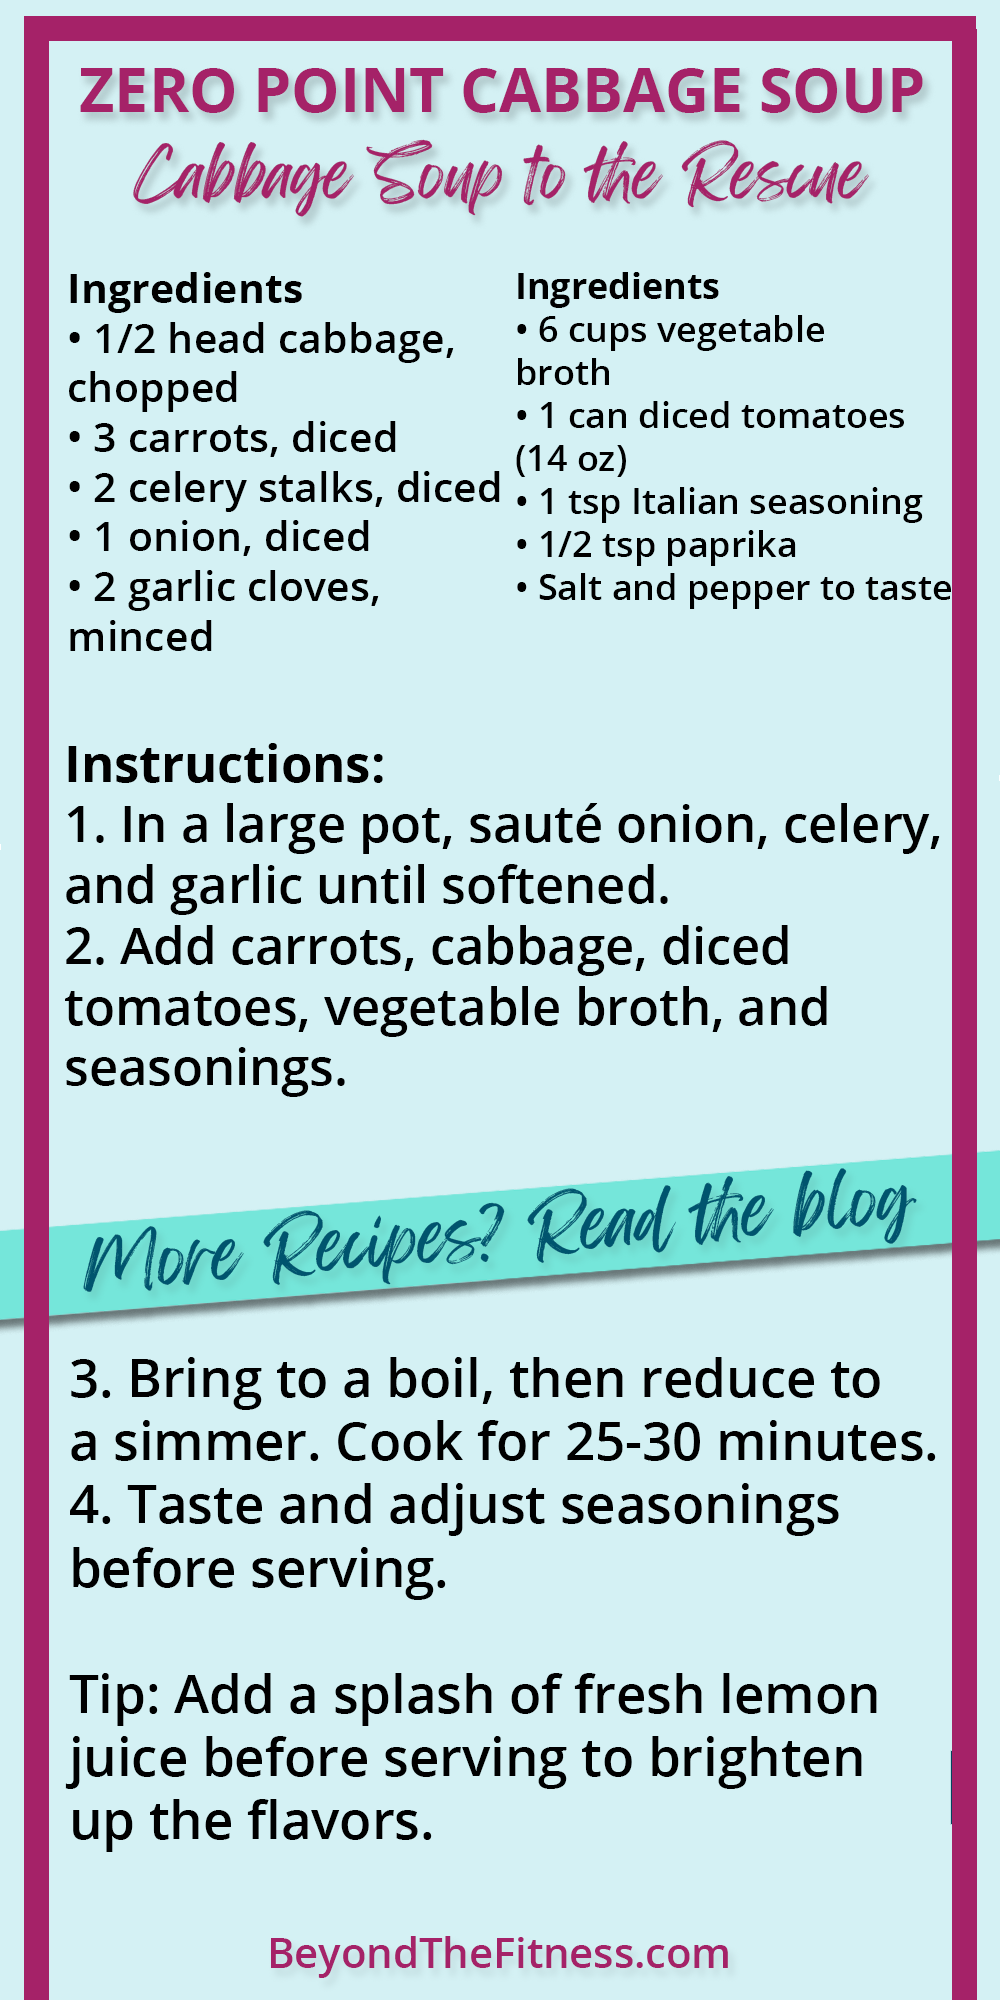 ZERO POINT CABBAGE SOUP
Cabbage Soup to the Rescue
Ingredients
• 1/2 head cabbage,
chopped
• 3 carrots, diced
• 2 celery stalks, diced
• 1 onion, diced
• 2 garlic cloves,
minced
Ingredients
• 6 cups vegetable
broth
• 1 can diced tomatoes
(14 oz)
• 1 tsp Italian seasoning
• 1/2 tsp paprika
• Salt and pepper to taste
Instructions:
1. In a large pot, sauté onion, celery,
and garlic until softened.
2. Add carrots, cabbage, diced
tomatoes, vegetable broth, and
seasonings.
More Recipes? Read the blog
3. Bring to a boil, then reduce to
a simmer. Cook for 25-30 minutes.
4. Taste and adjust seasonings
before serving.
Tip: Add a splash of fresh lemon
juice before serving to brighten
up the flavors.
BeyondTheFitness.com